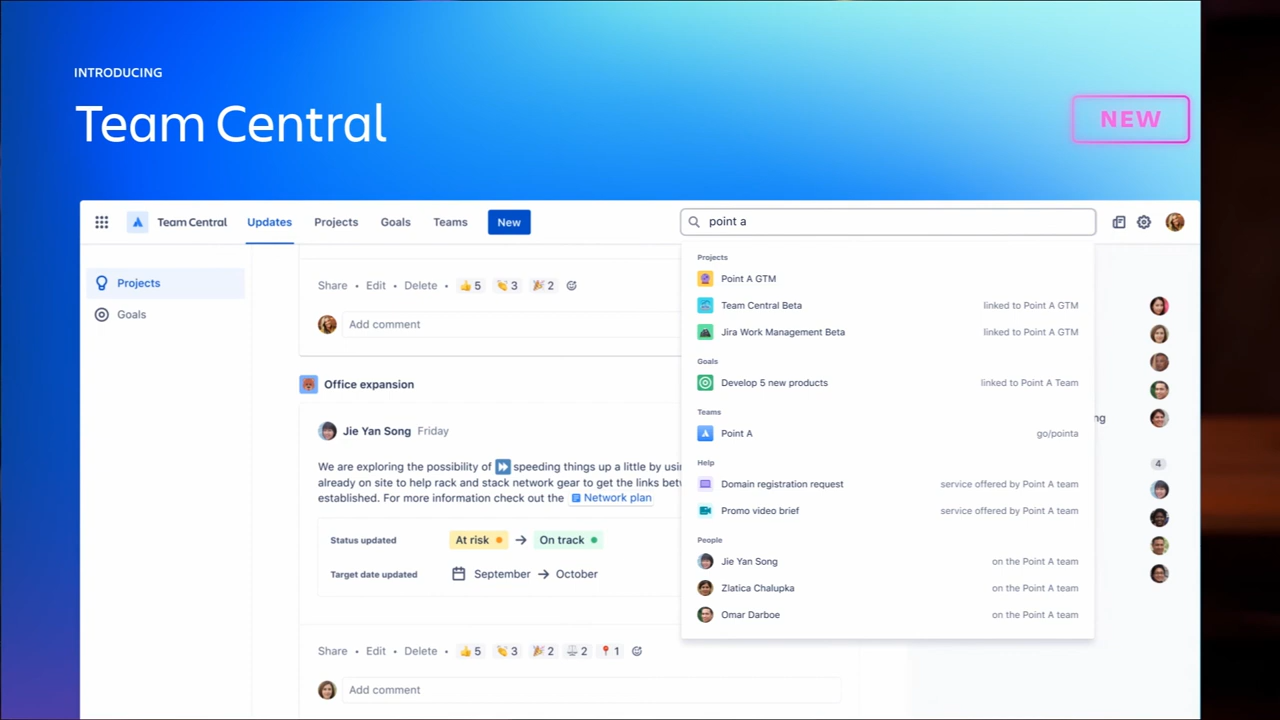 INTRODUCING
Team Central
NEW
Team Central Updates Projects Goals Teams New point a
Projects
Goals
Share • Edit • Delete • 5 3 2
Add comment
Office expansion
Jie Yan Song Friday
We are exploring the possibility of speeding things up a little by usin
already on site to help rack and stack network gear to get the links betw
established. For more information check out the Network plan
Status updated At risk → On track
Target date updated September → October
Share • Edit • Delete • 5 3 2 2 1
Add comment
Projects
Point A GTM
Team Central Beta linked to Point A GTM
Jira Work Management Beta linked to Point A GTM
Goals
Develop 5 new products linked to Point A Team
Teams
Point A go/pointa
Help
Domain registration request service offered by Point A team
Promo video brief service offered by Point A team
People
Jie Yan Song on the Point A team
Zlatica Chalupka on the Point A team
Omar Darboe on the Point A team
ng
4